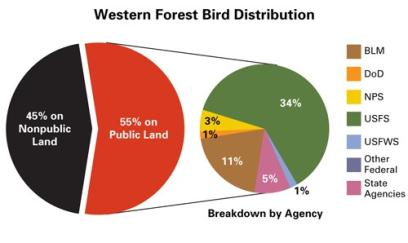 Western Forest Bird Distribution
45% on
Nonpublic
Land
55% on
Public Land
34%
3%
1%
11%
5%
1%
Breakdown by Agency
BLM
DoD
NPS
USFS
USFWS
Other
Federal
State
Agencies